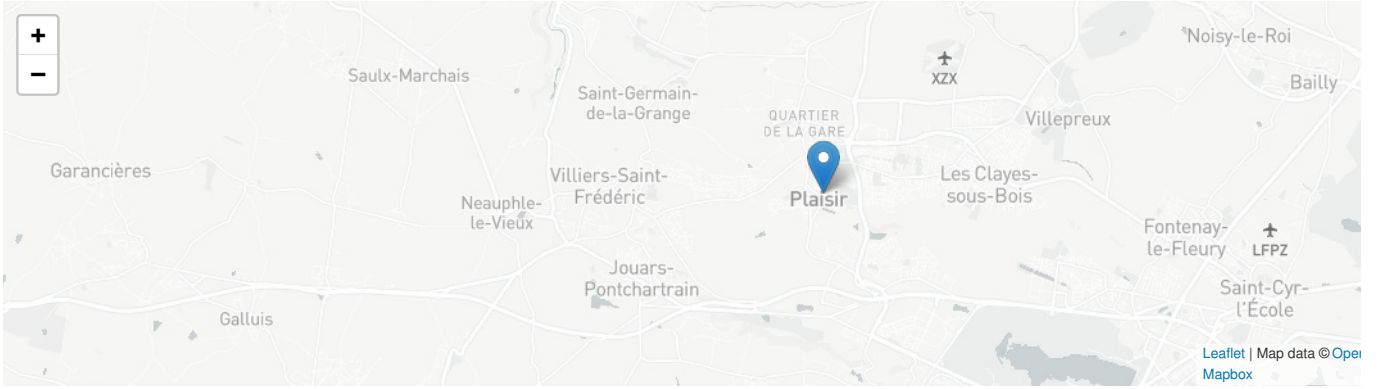 +
−
Noisy-le-Roi
Saulx-Marchais
XZX
Bailly
Saint-Germain-
de-la-Grange
QUARTIER
DE LA GARE
Villepreux
Garancières
Villiers-Saint-
Frédéric
Les Clayes-
sous-Bois
Plaisir
Neauphle-
le-Vieux
Fontenay-
le-Fleury
LFPZ
Jouars-
Pontchartrain
Saint-Cyr-
l'École
Galluis
Leaflet | Map data © Open
Mapbox